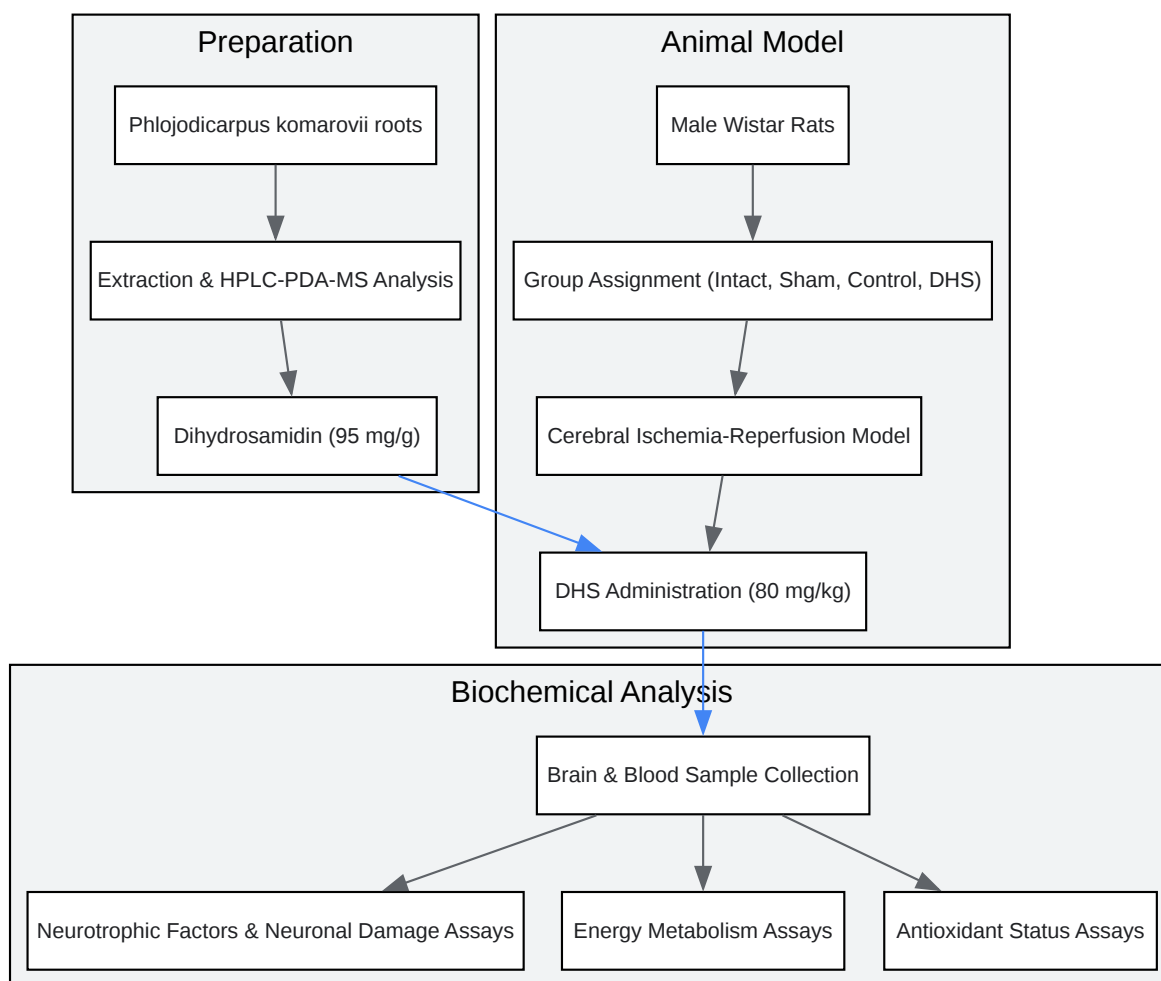 Preparation
Phlojodicarpus komarovii roots
Extraction & HPLC-PDA-MS Analysis
Dihydrosamidin (95 mg/g)
Animal Model
Male Wistar Rats
Group Assignment (Intact, Sham, Control, DHS)
Cerebral Ischemia-Reperfusion Model
DHS Administration (80 mg/kg)
Biochemical Analysis
Brain & Blood Sample Collection
Neurotrophic Factors & Neuronal Damage Assays
Energy Metabolism Assays
Antioxidant Status Assays